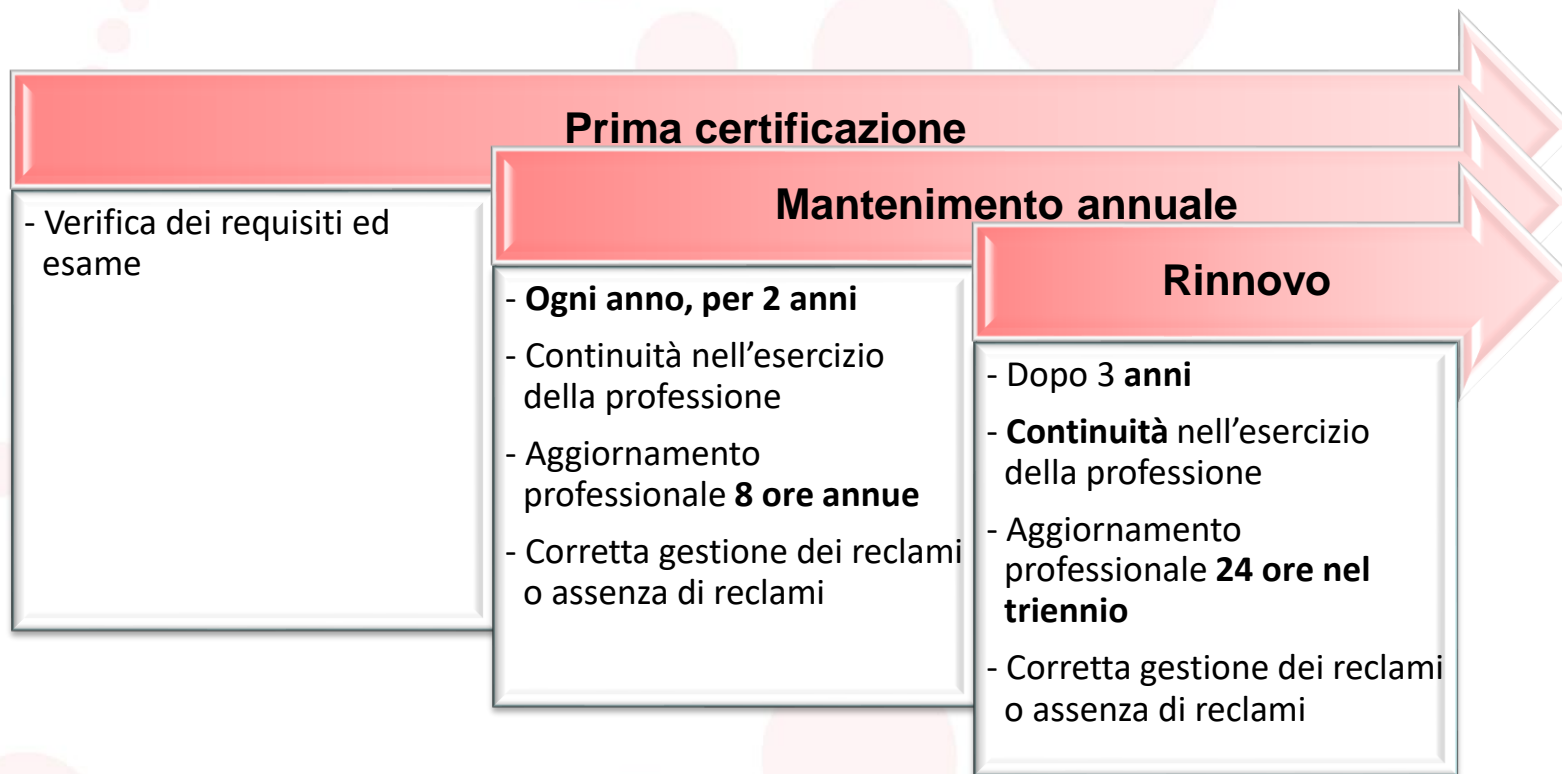 Prima certificazione
- Verifica dei requisiti ed
esame
Mantenimento annuale
- Ogni anno, per 2 anni
- Continuità nell'esercizio
della professione
- Aggiornamento
professionale 8 ore annue
- Corretta gestione dei reclami
o assenza di reclami
Rinnovo
- Dopo 3 anni
- Continuità nell'esercizio
della professione
- Aggiornamento
professionale 24 ore nel
triennio
- Corretta gestione dei reclami
o assenza di reclami